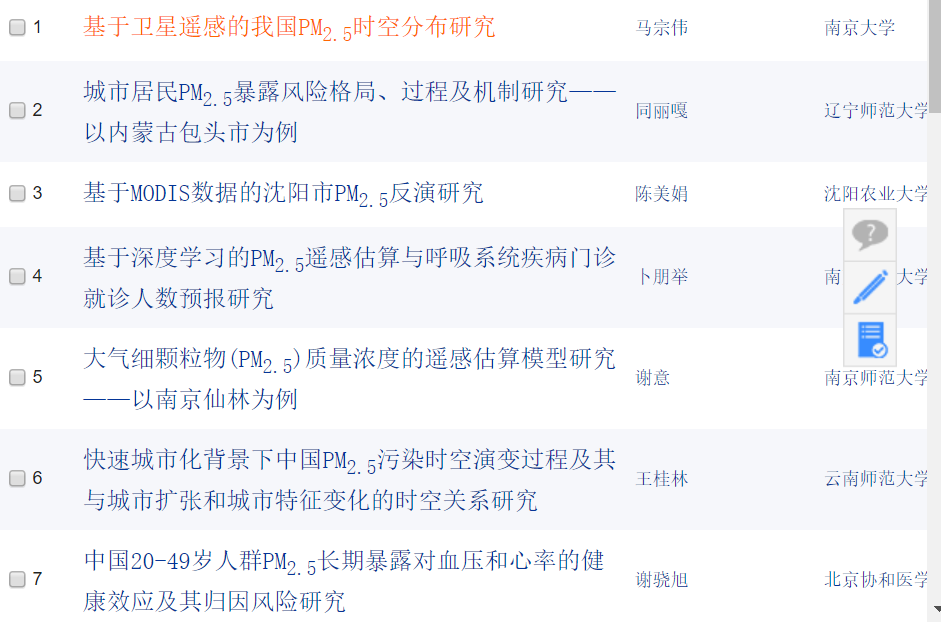 1 基于卫星遥感的我国PM2.5时空分布研究 马宗伟 南京大学
城市居民PM2.5暴露风险格局、过程及机制研究——
2 同丽嘎 辽宁师范大学
以内蒙古包头市为例
3 基于MODIS数据的沈阳市PM2.5反演研究 陈美娟 沈阳农业大学
?
基于深度学习的PM2.5遥感估算与呼吸系统疾病门诊
4 卜朋举 南 大学
就诊人数预报研究
大气细颗粒物(PM2.5)质量浓度的遥感估算模型研究
5 谢意 南京师范大学
——以南京仙林为例
快速城市化背景下中国PM2.5污染时空演变过程及其
6 王桂林 云南师范大学
与城市扩张和城市特征变化的时空关系研究
中国20-49岁人群PM2.5长期暴露对血压和心率的健
7 谢骁旭 北京协和医学
康效应及其归因风险研究